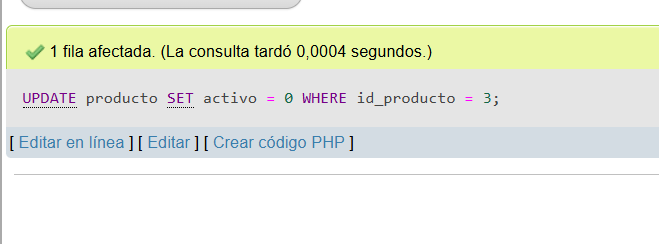 1 fila afectada. (La consulta tardó 0,0004 segundos.)
UPDATE producto SET activo = 0 WHERE id_producto = 3;
[ Editar en línea ] [ Editar ] [ Crear código PHP ]